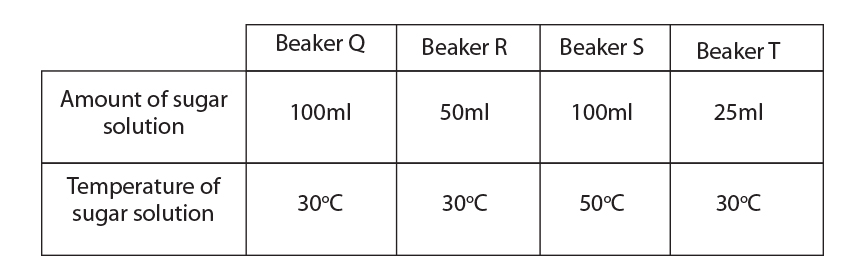 Beaker Q Beaker R Beaker S Beaker T
Amount of sugar
solution
100ml 50ml 100ml 25ml
Temperature of
sugar solution
30ºC 30ºC 50ºC 30ºC